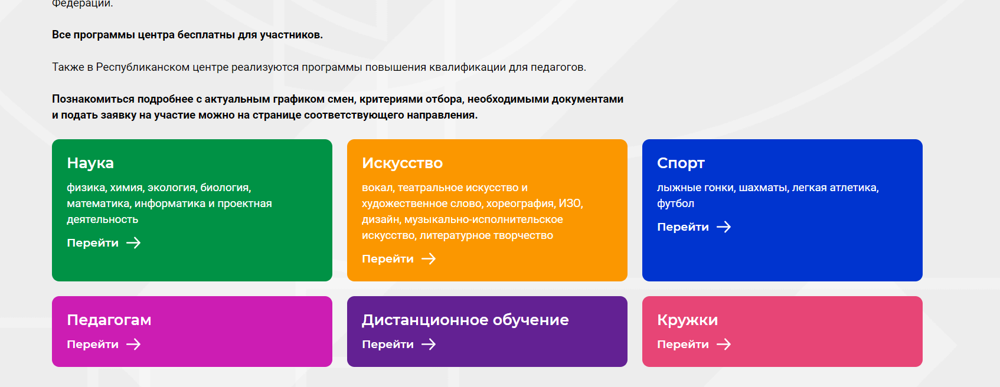 Федерации.
Все программы центра бесплатны для участников.
Также в Республиканском центре реализуются программы повышения квалификации для педагогов.
Познакомиться подробнее с актуальным графиком смен, критериями отбора, необходимыми документами
и подать заявку на участие можно на странице соответствующего направления.
Наука
физика, химия, экология, биология,
математика, информатика и проектная
деятельность
Перейти
Искусство
вокал, театральное искусство и
художественное слово, хореография, ИЗО,
дизайн, музыкально-исполнительское
искусство, литературное творчество
Перейти
Спорт
лыжные гонки, шахматы, легкая атлетика,
футбол
Перейти
Педагогам
Перейти
Дистанционное обучение
Перейти
Кружки
Перейти